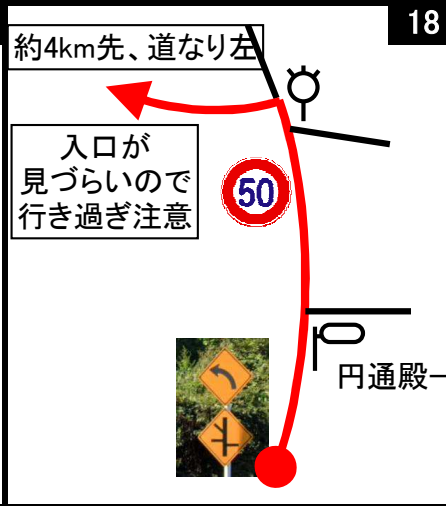 18
約4km先、道なり左
入口が
見づらいので
行き過ぎ注意
50
円通殿